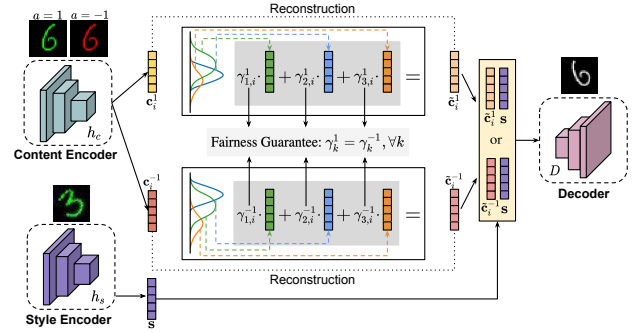 Reconstruction
a = 1 a = −1
h_c
Content Encoder
c_i^1
γ_{1,i}^1 · + γ_{2,i}^1 · + γ_{3,i}^1 · =
c̃_i^1
Fairness Guarantee: γ_k^1 = γ_k^{−1}, ∀k
c_i^{−1}
γ_{1,i}^{−1} · + γ_{2,i}^{−1} · + γ_{3,i}^{−1} · =
c̃_i^{−1}
Reconstruction
c̃_i^1 s
or
c̃_i^{−1} s
D
Decoder
h_s
Style Encoder
s